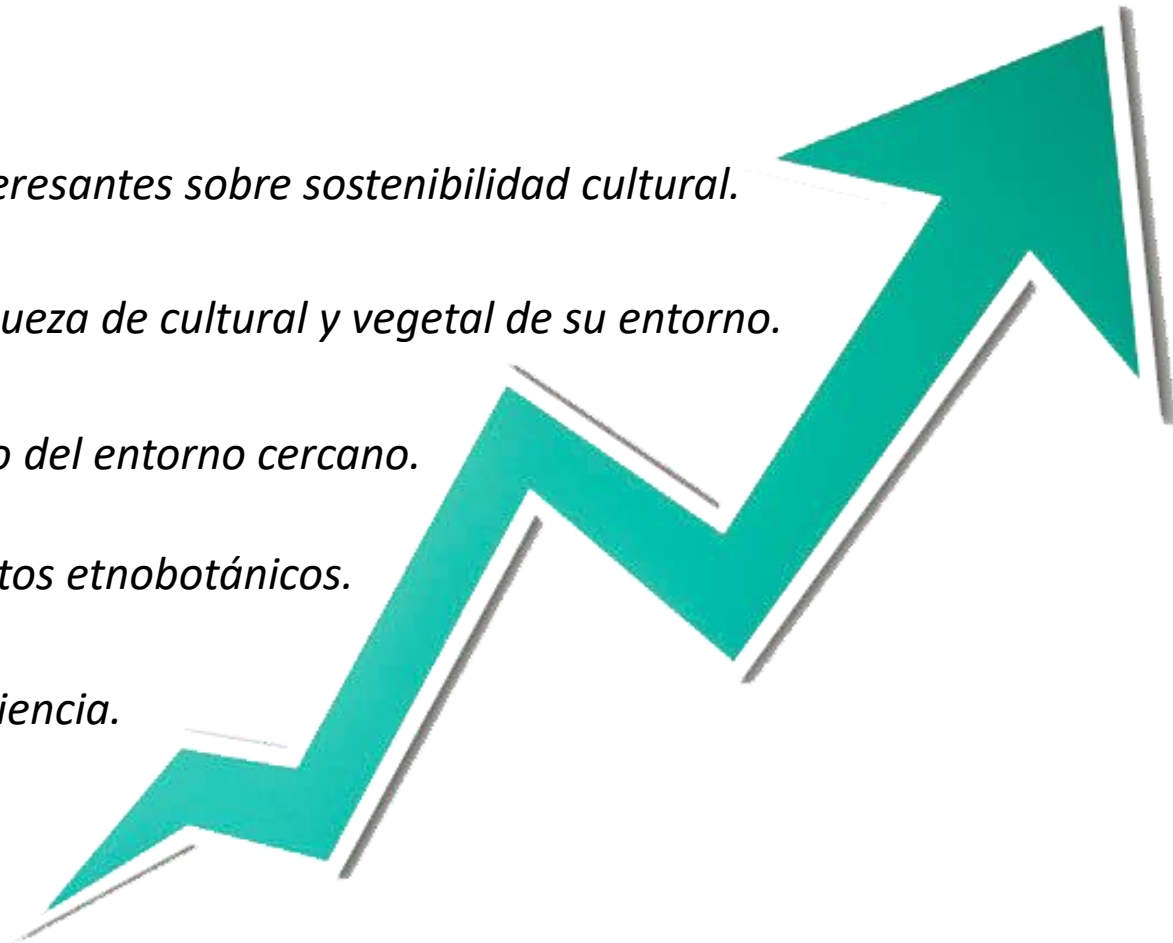 eresantes sobre sostenibilidad cultural.
ueza de cultural y vegetal de su entorno.
o del entorno cercano.
tos etnobotánicos.
iencia.